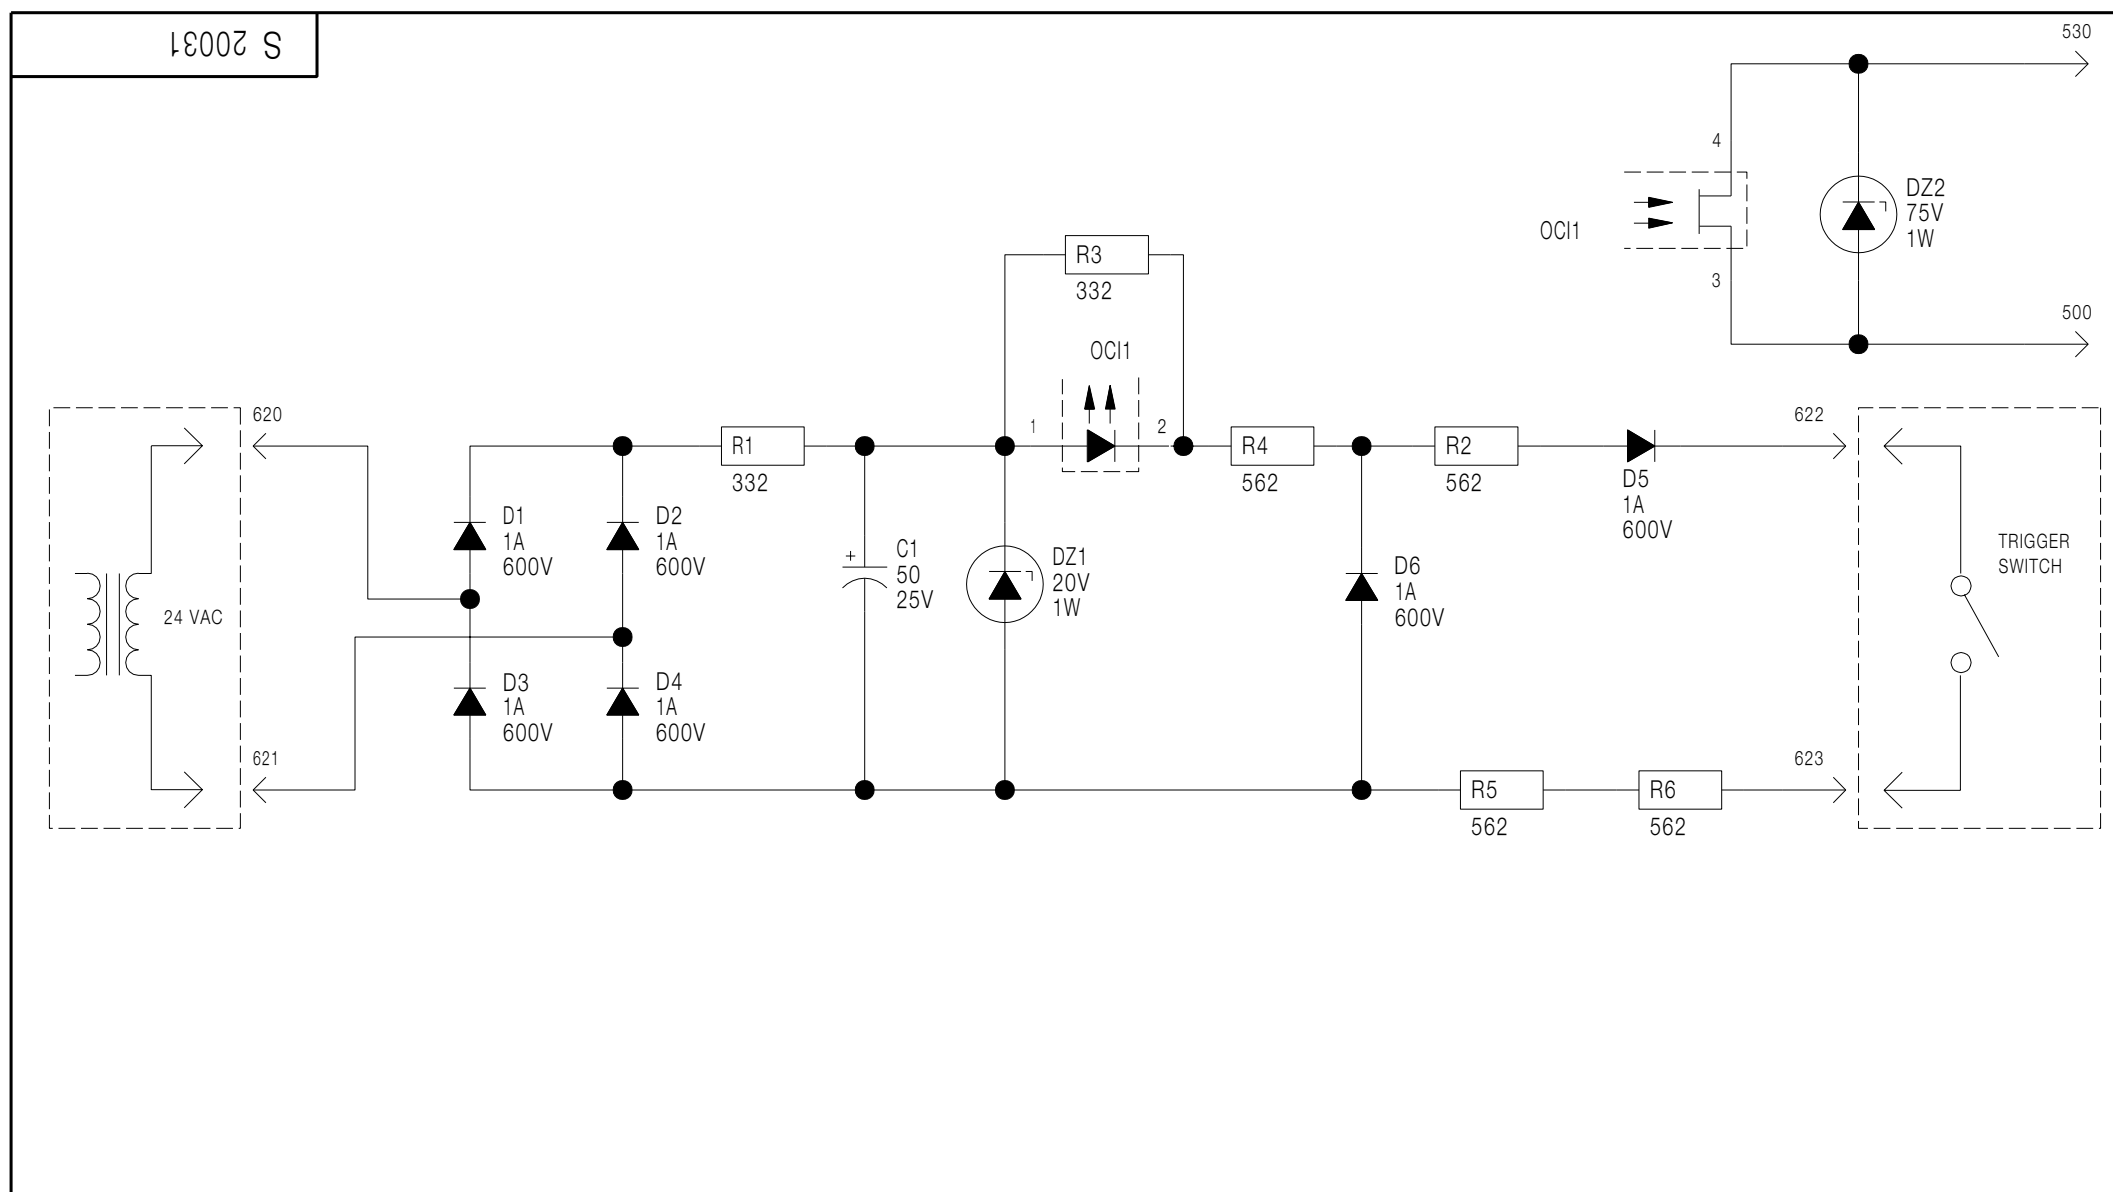 S 20031
530
4
DZ2
75V
1W
OCI1
3
500
R3
332
OCI1
620
1
2
622
R1
332
R4
562
R2
562
D5
1A
600V
D1
1A
600V
D2
1A
600V
C1
50
25V
+
DZ1
20V
1W
D6
1A
600V
TRIGGER
SWITCH
24 VAC
D3
1A
600V
D4
1A
600V
621
623
R5
562
R6
562